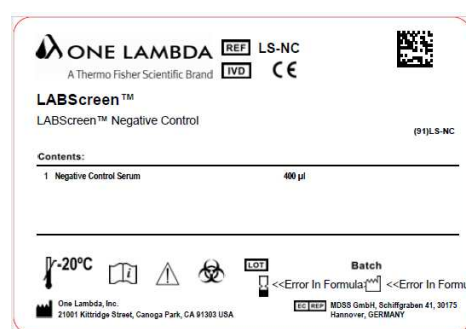 ONE LAMBDA
A Thermo Fisher Scientific Brand
REF LS-NC
IVD CE
LABScreen™
LABScreen™ Negative Control
(91)LS-NC
Contents:
1 Negative Control Serum 400 µl
-20°C
i
LOT Batch
<<Error In Formula: <<Error In Formu
One Lambda, Inc.
21001 Kittridge Street, Canoga Park, CA 91303 USA
EC REP MDSS GmbH, Schiffgraben 41, 30175
Hannover, GERMANY